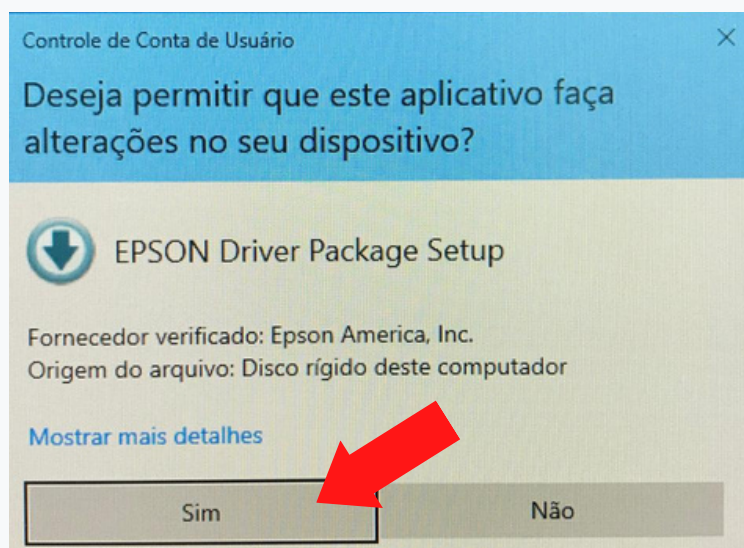 Controle de Conta de Usuário
Deseja permitir que este aplicativo faça
alterações no seu dispositivo?
EPSON Driver Package Setup
Fornecedor verificado: Epson America, Inc.
Origem do arquivo: Disco rígido deste computador
Mostrar mais detalhes
Sim
Não